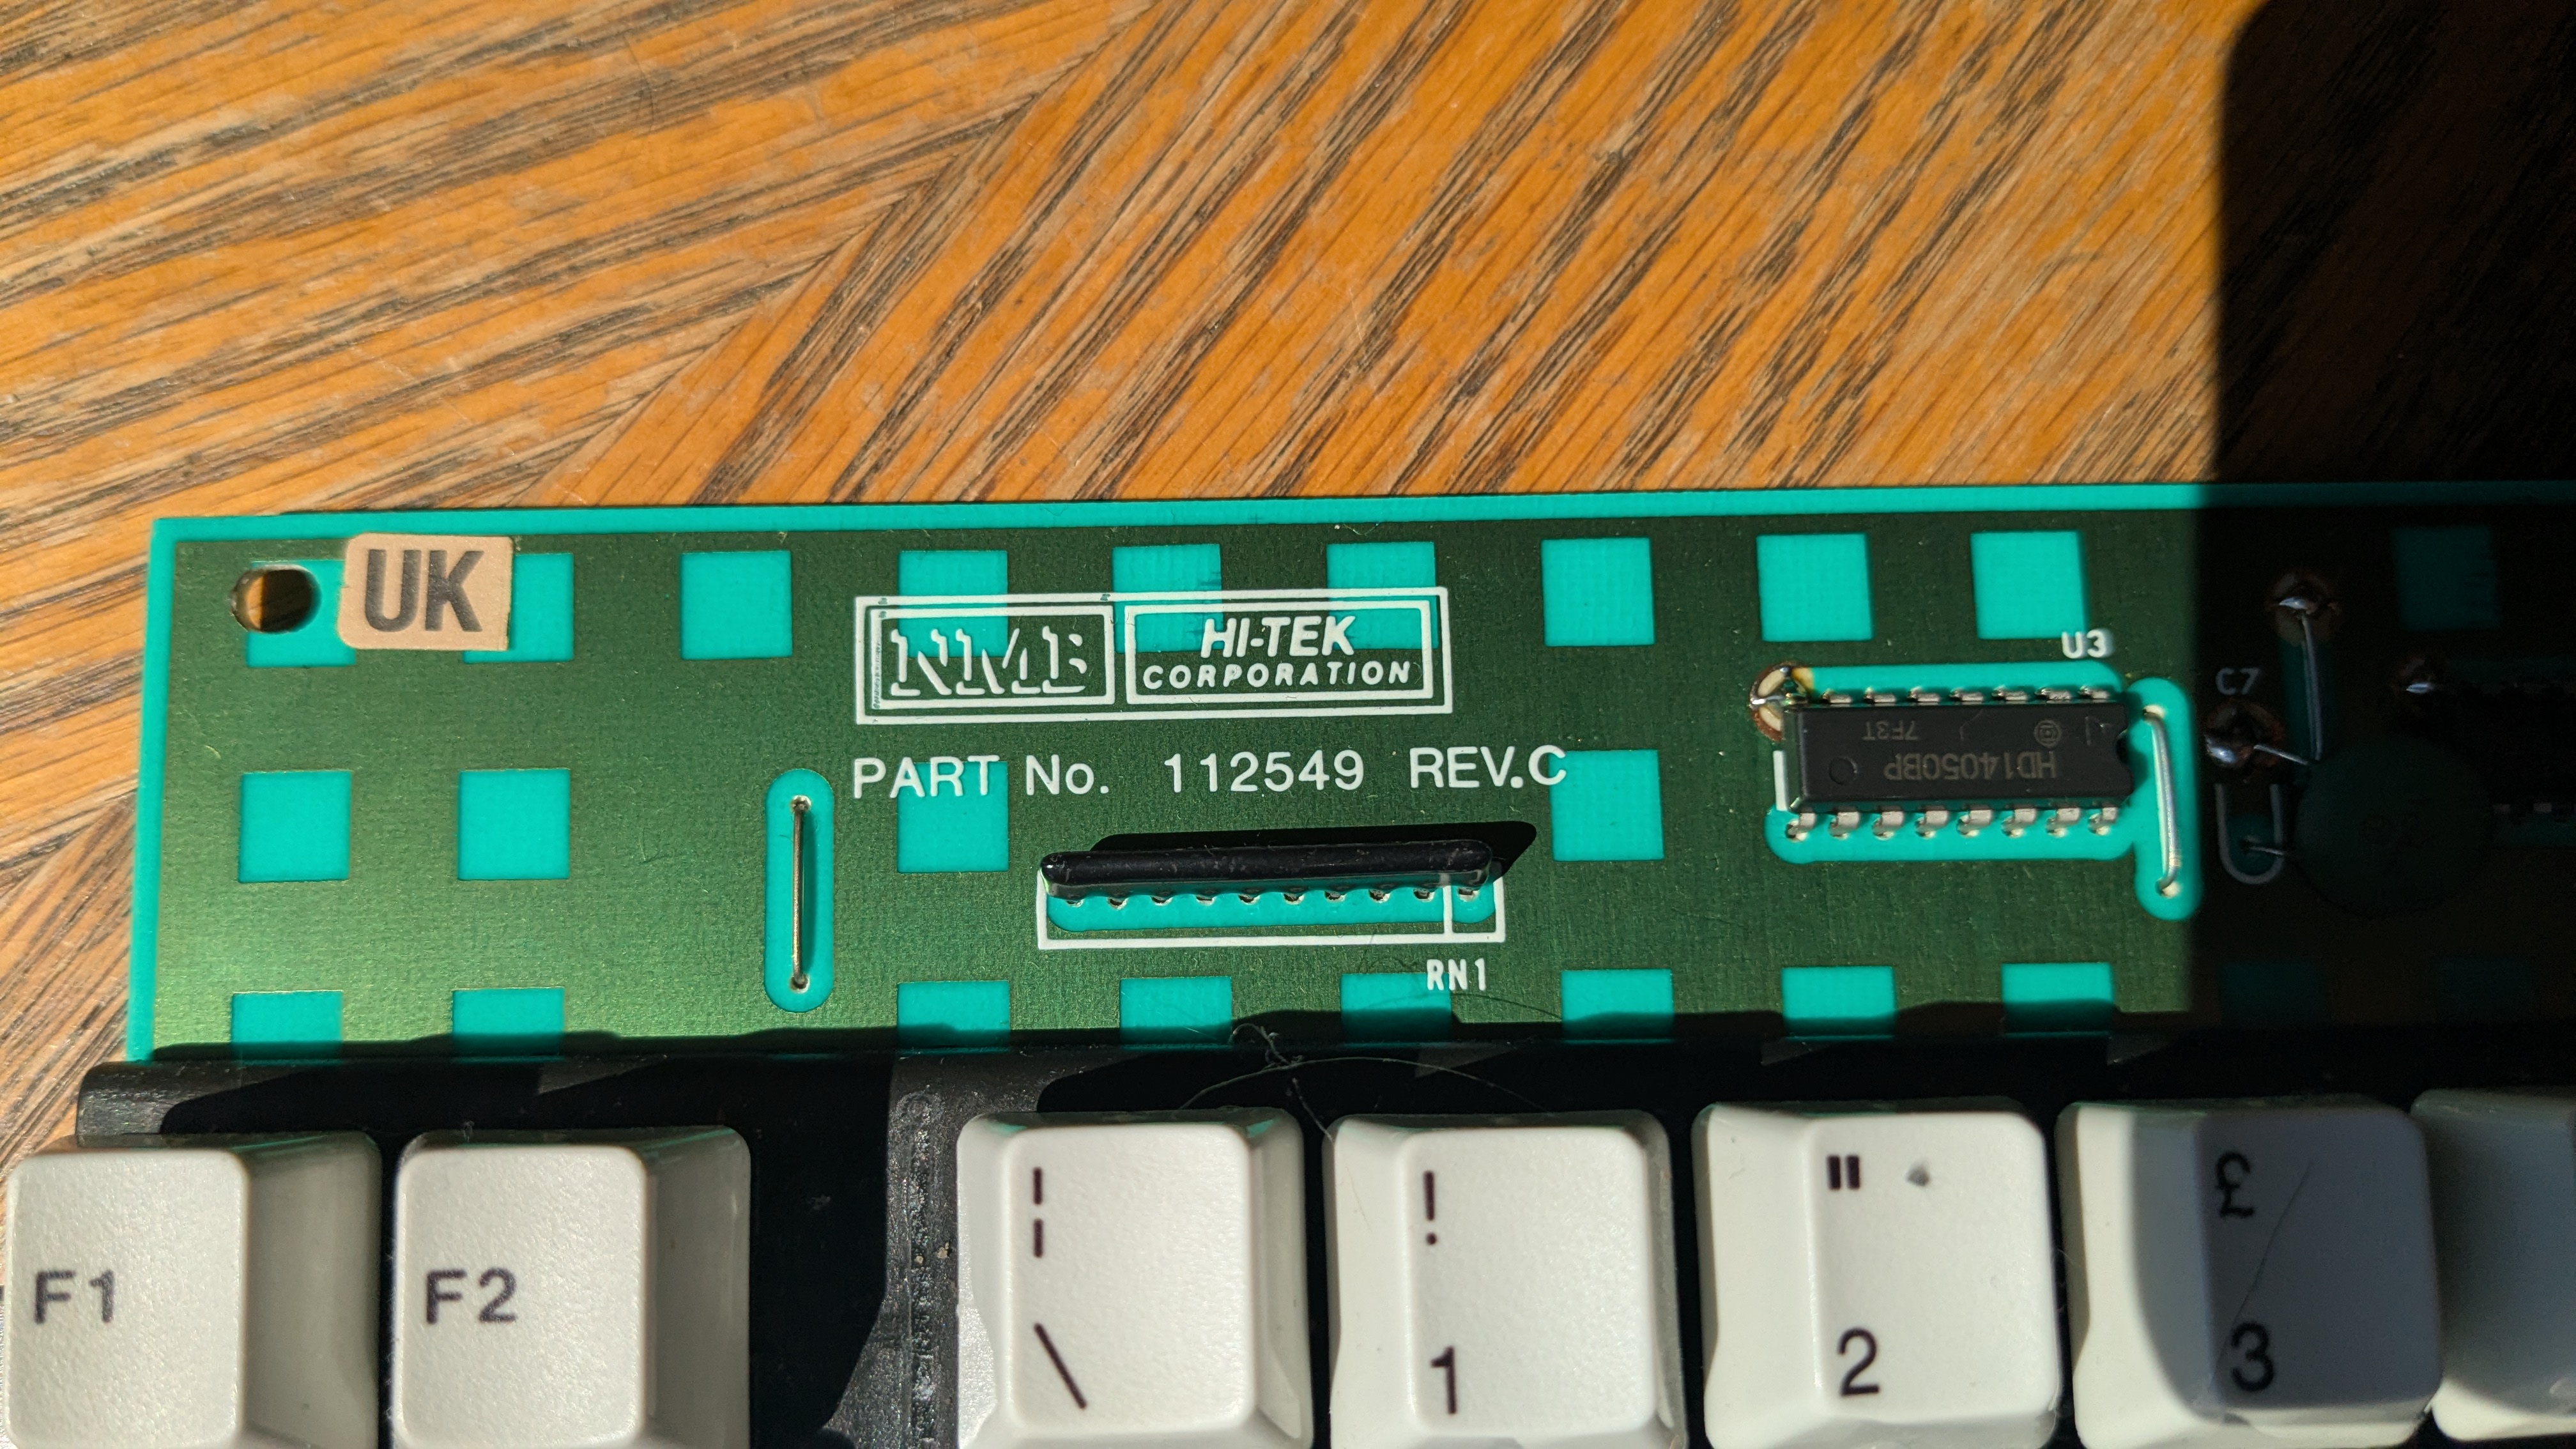 UK
NMB
HI-TEK
CORPORATION
PART No. 112549 REV.C
U3
C7
7F3T
HD14050BP
RN1
F1
F2
¦
\
!
1
"
2
£
3